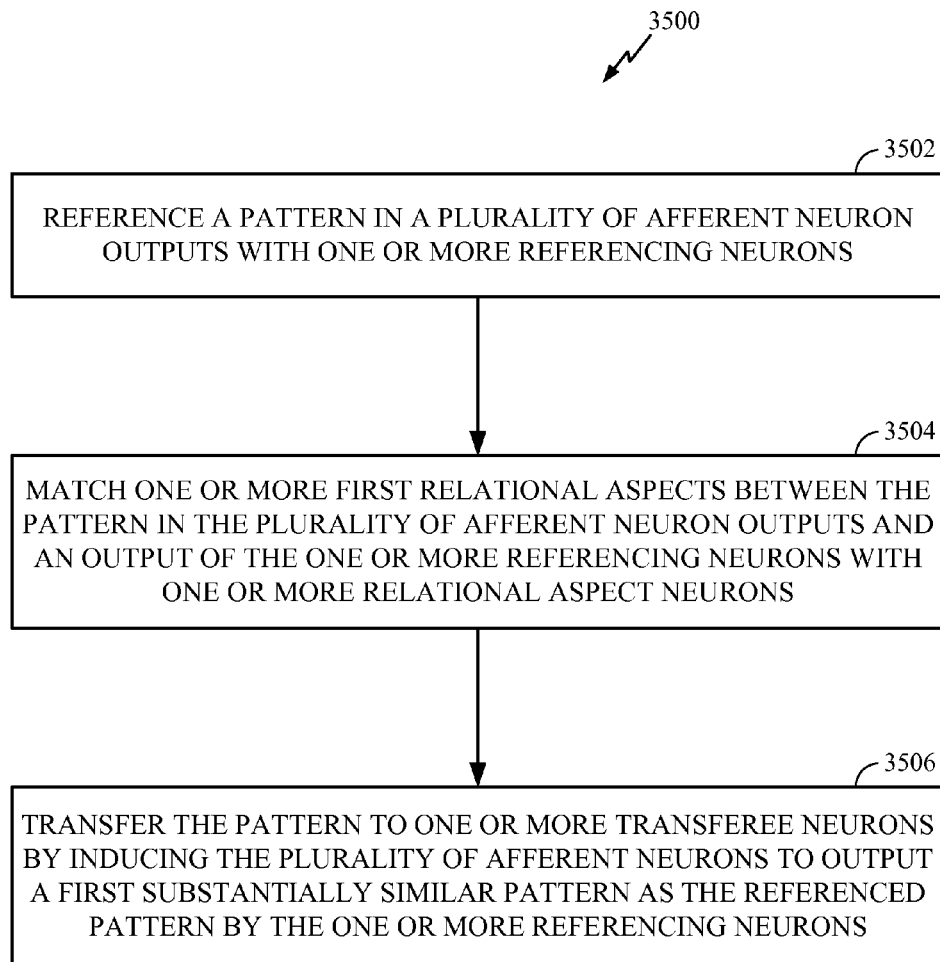 3500
3502
REFERENCE A PATTERN IN A PLURALITY OF AFFERENT NEURON
OUTPUTS WITH ONE OR MORE REFERENCING NEURONS
3504
MATCH ONE OR MORE FIRST RELATIONAL ASPECTS BETWEEN THE
PATTERN IN THE PLURALITY OF AFFERENT NEURON OUTPUTS AND
AN OUTPUT OF THE ONE OR MORE REFERENCING NEURONS WITH
ONE OR MORE RELATIONAL ASPECT NEURONS
3506
TRANSFER THE PATTERN TO ONE OR MORE TRANSFEREE NEURONS
BY INDUCING THE PLURALITY OF AFFERENT NEURONS TO OUTPUT
A FIRST SUBSTANTIALLY SIMILAR PATTERN AS THE REFERENCED
PATTERN BY THE ONE OR MORE REFERENCING NEURONS